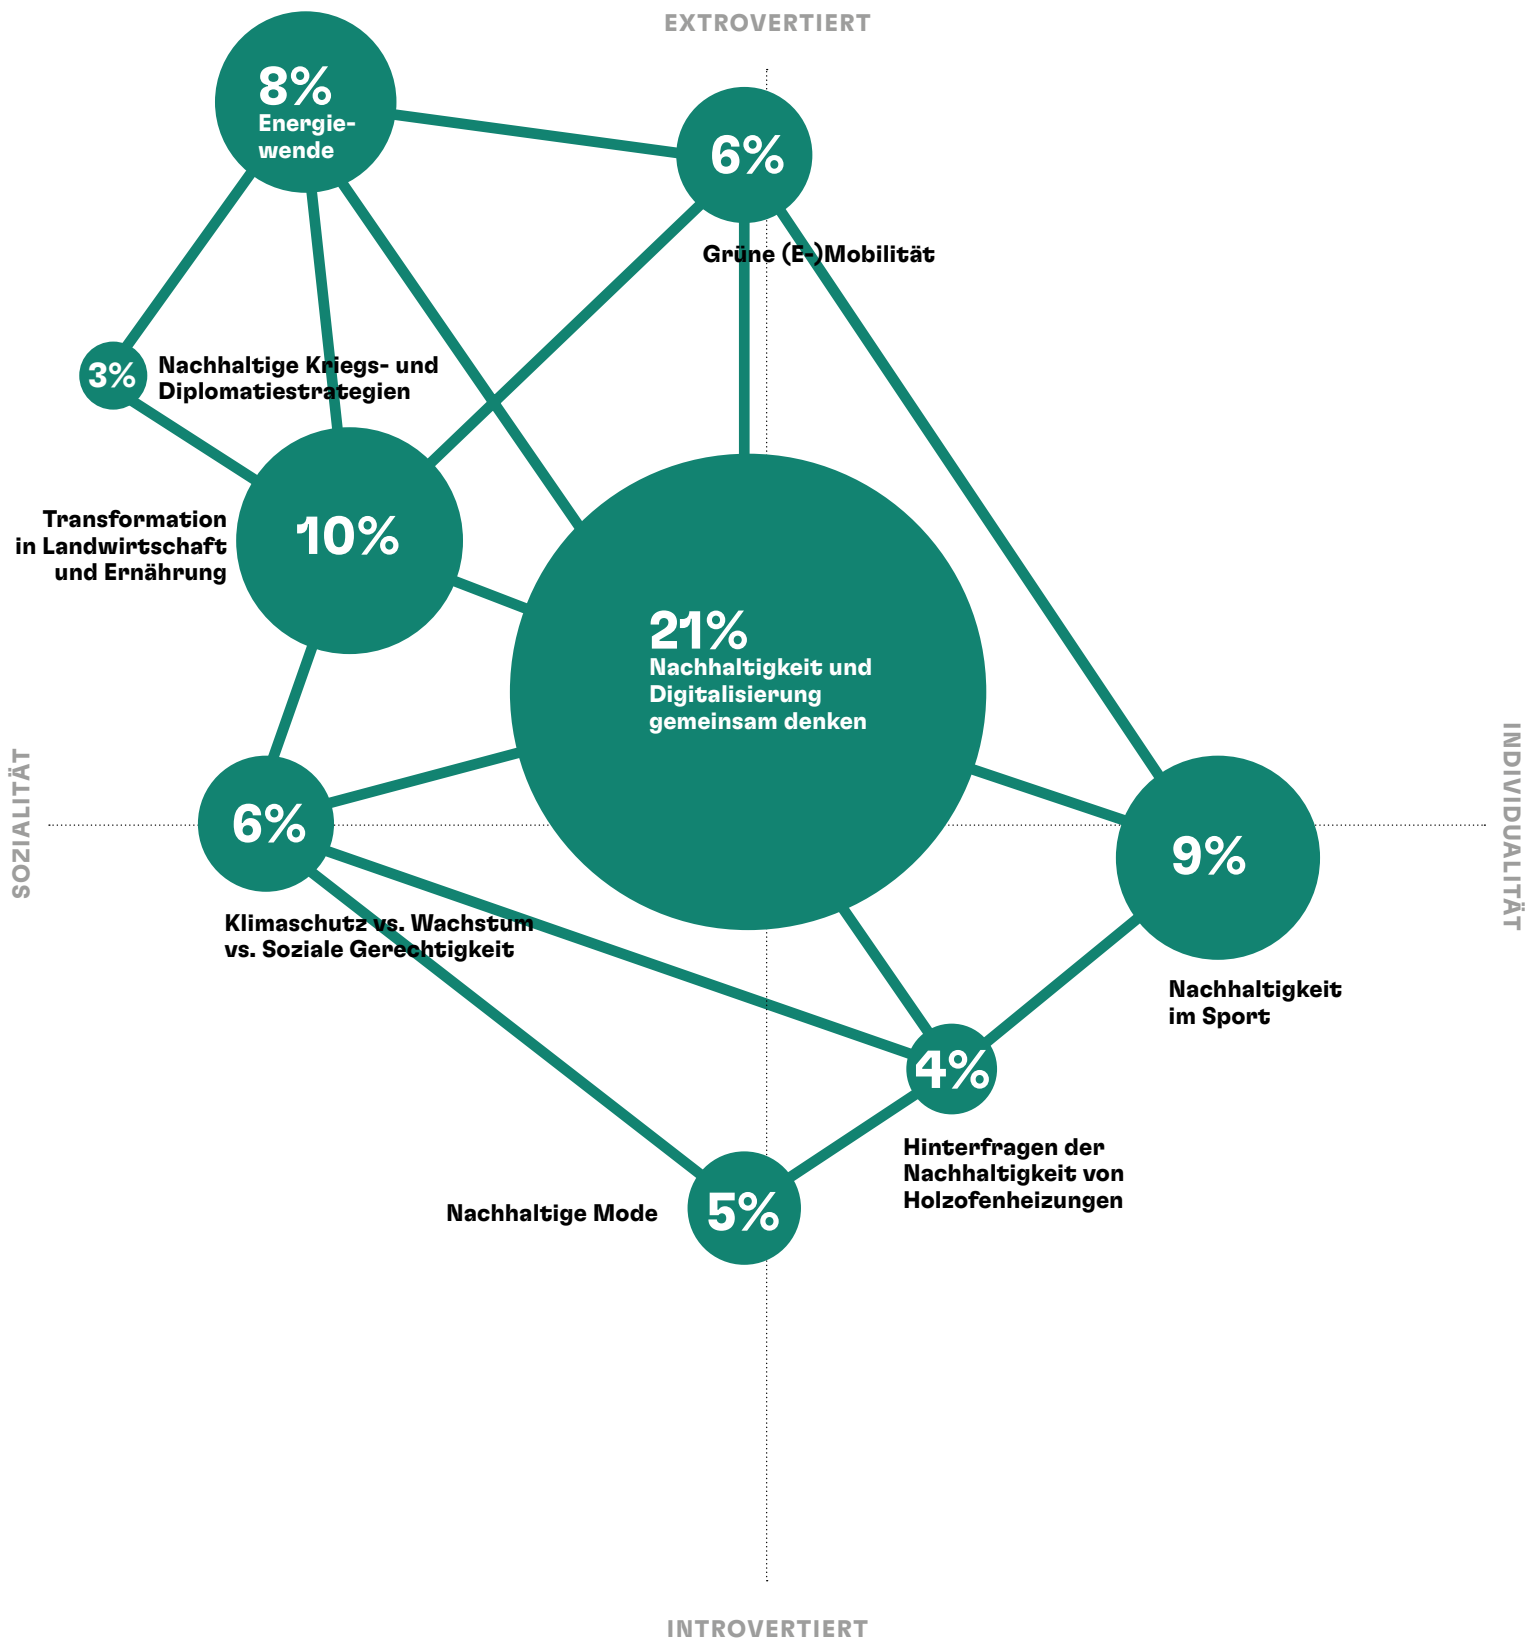 EXTROVERTIERT
8%
Energie-
wende
6%
Grüne (E-)Mobilität
3%
Nachhaltige Kriegs- und
Diplomatiestrategien
Transformation
in Landwirtschaft
und Ernährung
10%
21%
Nachhaltigkeit und
Digitalisierung
gemeinsam denken
SOZIALITÄT
INDIVIDUALITÄT
6%
Klimaschutz vs. Wachstum
vs. Soziale Gerechtigkeit
9%
Nachhaltigkeit
im Sport
4%
Hinterfragen der
Nachhaltigkeit von
Holzofenheizungen
Nachhaltige Mode
5%
INTROVERTIERT